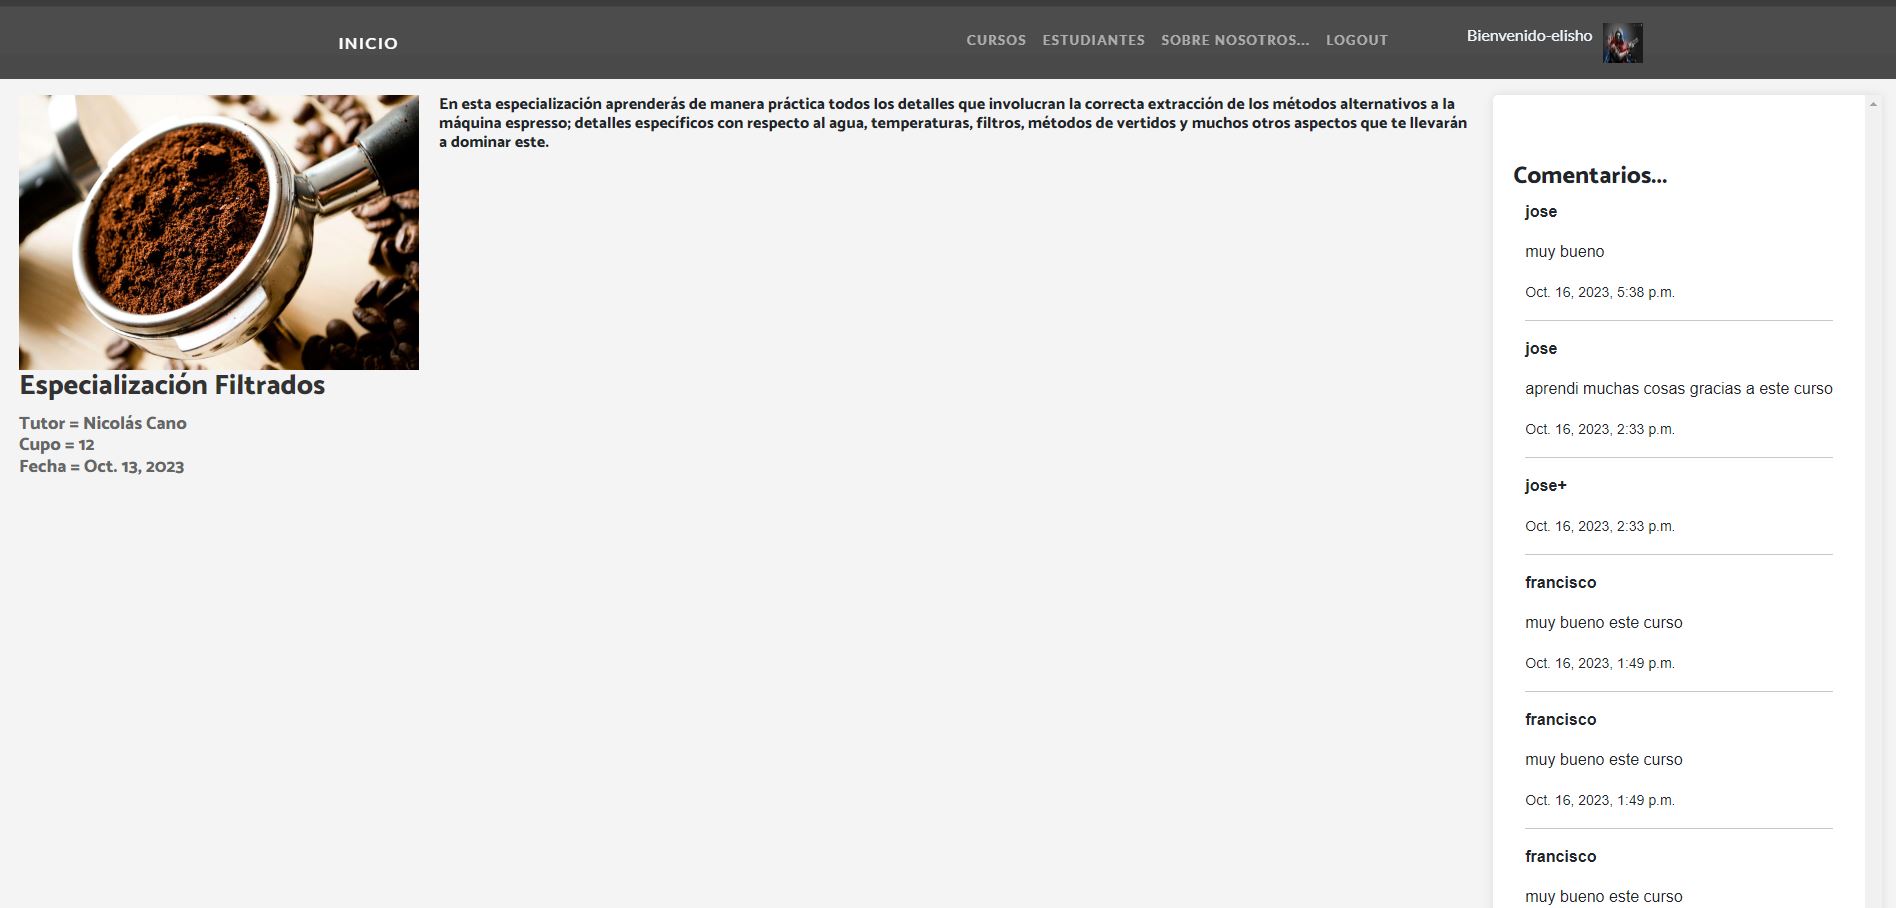 INICIO
CURSOS ESTUDIANTES SOBRE NOSOTROS... LOGOUT
Bienvenido-elisho
En esta especialización aprenderás de manera práctica todos los detalles que involucran la correcta extracción de los métodos alternativos a la
máquina espresso; detalles específicos con respecto al agua, temperaturas, filtros, métodos de vertidos y muchos otros aspectos que te llevarán
a dominar este.
Especialización Filtrados
Tutor = Nicolás Cano
Cupo = 12
Fecha = Oct. 13, 2023
Comentarios...
jose
muy bueno
Oct. 16, 2023, 5:38 p.m.
jose
aprendi muchas cosas gracias a este curso
Oct. 16, 2023, 2:33 p.m.
jose+
Oct. 16, 2023, 2:33 p.m.
francisco
muy bueno este curso
Oct. 16, 2023, 1:49 p.m.
francisco
muy bueno este curso
Oct. 16, 2023, 1:49 p.m.
francisco
muy bueno este curso